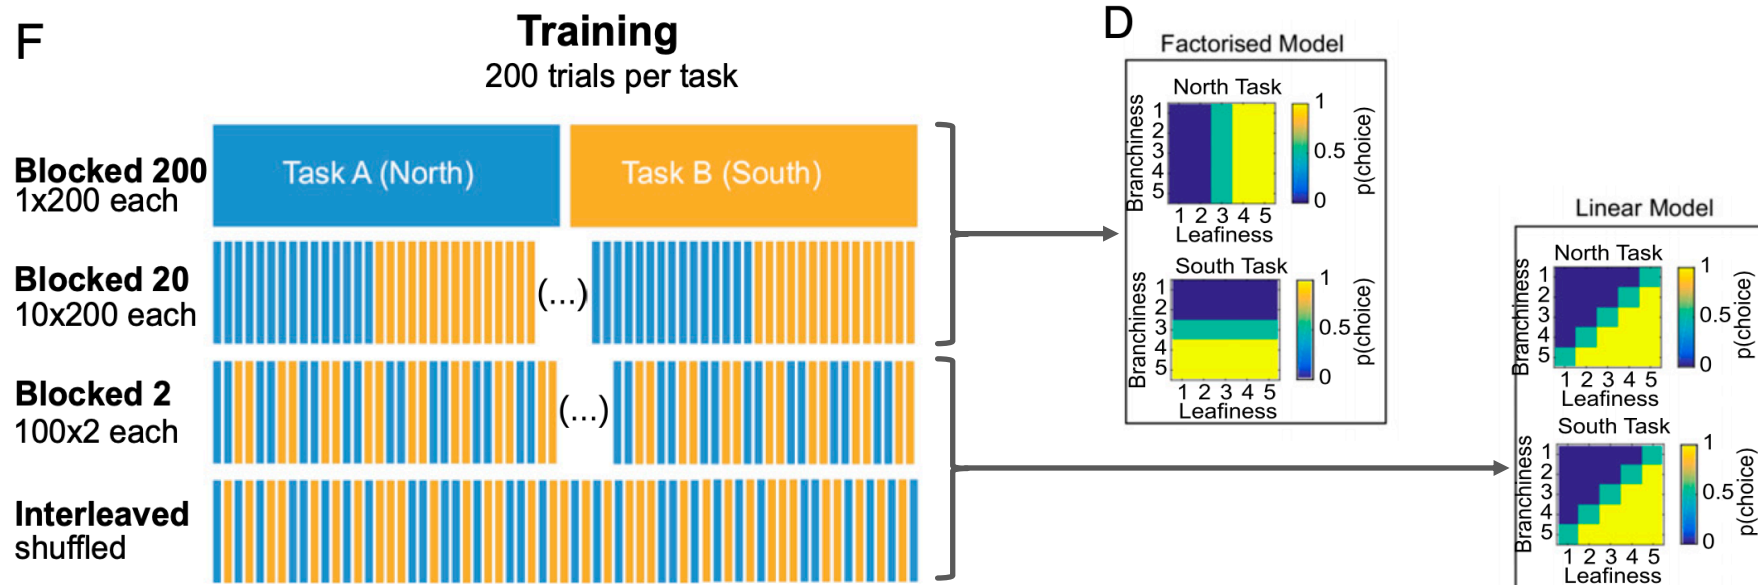 F
Training
200 trials per task
Blocked 200
1x200 each
Task A (North)
Task B (South)
Blocked 20
10x200 each
(...)
Blocked 2
100x2 each
(...)
Interleaved
shuffled
D
Factorised Model
North Task
Branchiness
1
2
3
4
5
1 2 3 4 5
Leafiness
1
0.5
0
p(choice)
South Task
Branchiness
1
2
3
4
5
1 2 3 4 5
Leafiness
1
0.5
0
p(choice)
Linear Model
North Task
Branchiness
1
2
3
4
5
1 2 3 4 5
Leafiness
1
0.5
0
p(choice)
South Task
Branchiness
1
2
3
4
5
1 2 3 4 5
Leafiness
1
0.5
0
p(choice)